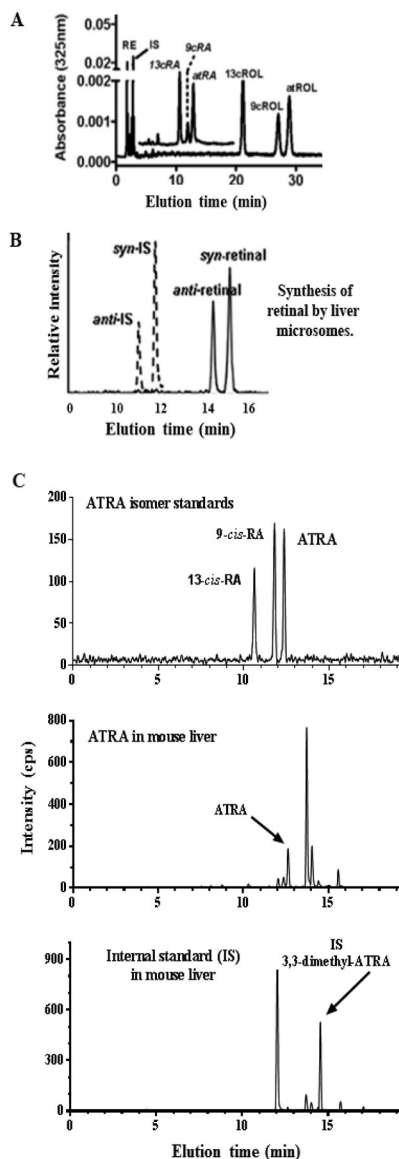 A
Absorbance (325nm)
0.05
0.02
0.002
0.001
0.000
RE
IS
13cRA
9cRA
atRA
13cROL
9cROL
atROL
0 10 20 30
Elution time (min)
B
Relative Intensity
syn-IS
anti-IS
syn-retinal
anti-retinal
Synthesis of
retinal by liver
microsomes.
0 10 12 14 16
Elution time (min)
C
ATRA isomer standards
200
150
100
50
0
13-cis-RA
9-cis-RA
ATRA
0 5 10 15
Intensity (cps)
800
600
400
200
0
ATRA in mouse liver
ATRA
0 5 10 15
900
600
300
0
Internal standard (IS)
in mouse liver
IS
3,3-dimethyl-ATRA
0 5 10 15
Elution time (min)